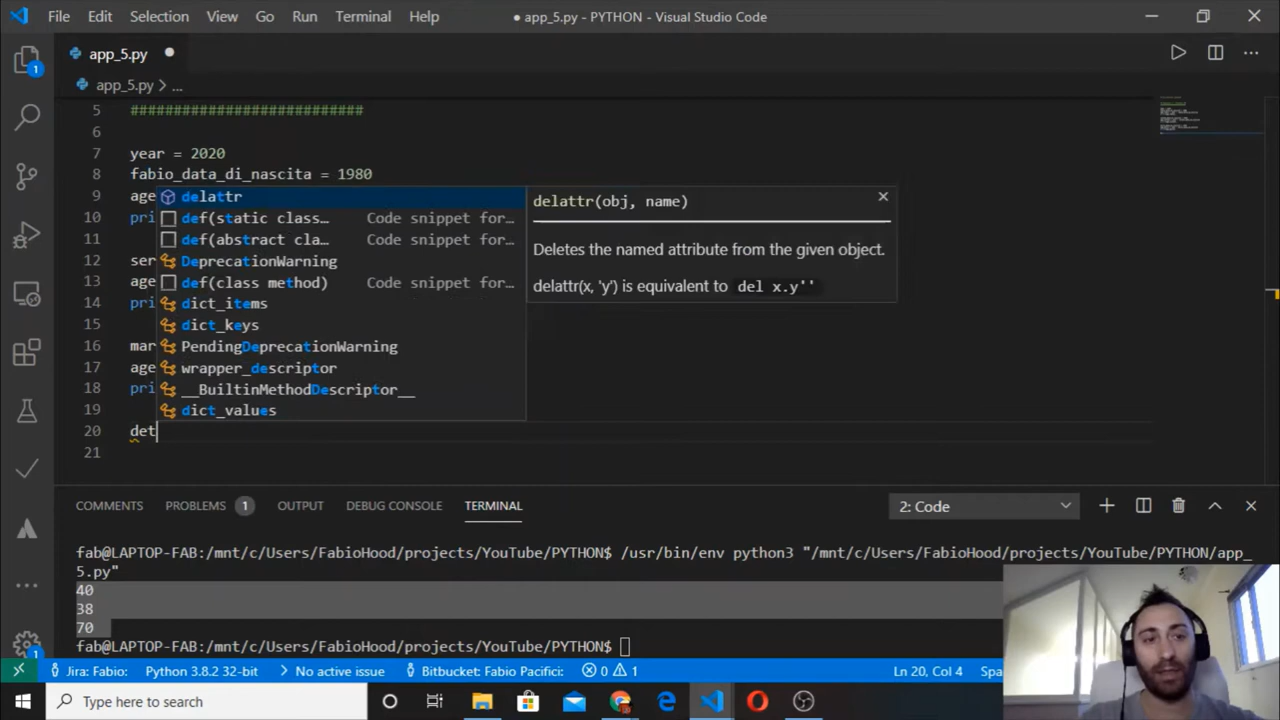 File Edit Selection View Go Run Terminal Help
● app_5.py - PYTHON - Visual Studio Code
app_5.py
app_5.py > ...
1
5 ###########################
6
7 year = 2020
8 fabio_data_di_nascita = 1980
9 age
10 pri
11
12 ser
13 age
14 pri
15
16 mar
17 age
18 pri
19
20 det
21
delattr
def(static class… Code snippet for…
def(abstract cla… Code snippet for…
DeprecationWarning
def(class method) Code snippet for…
dict_items
dict_keys
PendingDeprecationWarning
wrapper_descriptor
__BuiltinMethodDescriptor__
dict_values
delattr(obj, name)
Deletes the named attribute from the given object.
delattr(x, 'y') is equivalent to del x.y''
COMMENTS PROBLEMS 1 OUTPUT DEBUG CONSOLE TERMINAL
2: Code
fab@LAPTOP-FAB:/mnt/c/Users/FabioHood/projects/YouTube/PYTHON$ /usr/bin/env python3 "/mnt/c/Users/FabioHood/projects/YouTube/PYTHON/app_
5.py"
40
38
70
fab@LAPTOP-FAB:/mnt/c/Users/FabioHood/projects/YouTube/PYTHON$
1
Jira: Fabio: Python 3.8.2 32-bit No active issue Bitbucket: Fabio Pacifici: 0 1 Ln 20, Col 4 Spa
Type here to search